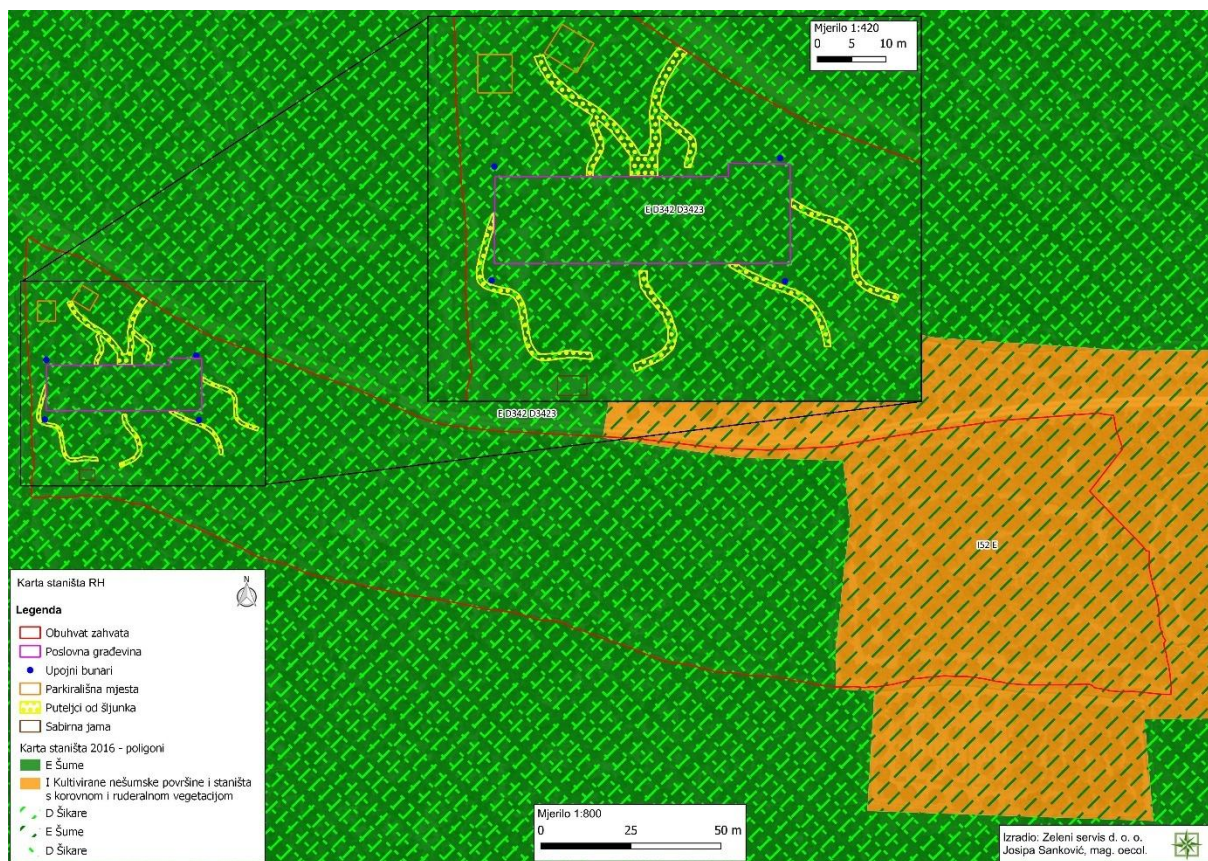 Mjerilo 1:420
0 5 10 m
E D342 D3423
E D342 D3423
I52 E
Karta staništa RH
N
Legenda
Obuhvat zahvata
Poslovna građevina
Upojni bunari
Parkirališna mjesta
Puteljci od šljunka
Sabirna jama
Karta staništa 2016 - poligoni
E Šume
I Kultivirane nešumske površine i staništa
s korovnom i ruderalnom vegetacijom
D Šikare
E Šume
D Šikare
Mjerilo 1:800
0 25 50 m
Izradio: Zeleni servis d. o. o.
Josipa Sanković, mag. oecol.